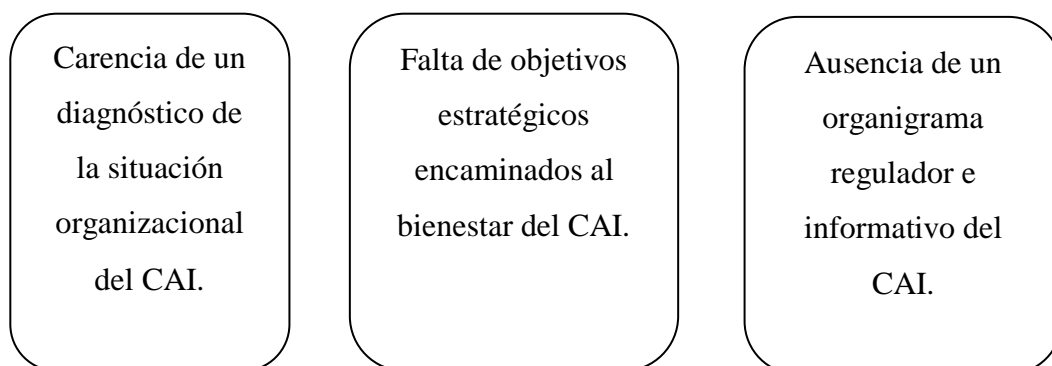 Carencia de un
diagnóstico de
la situación
organizacional
del CAI.
Falta de objetivos
estratégicos
encaminados al
bienestar del CAI.
Ausencia de un
organigrama
regulador e
informativo del
CAI.